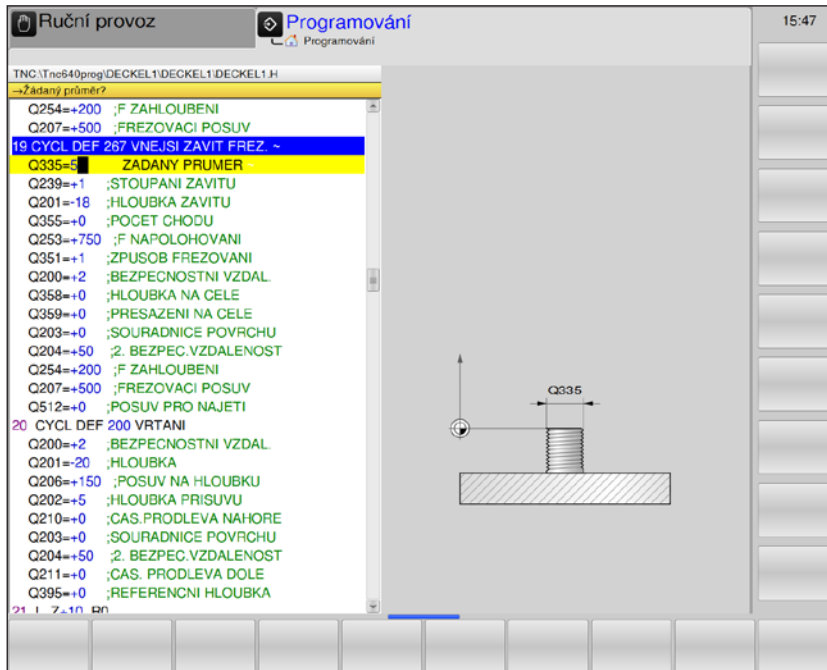 Ruční provoz
Programování
Programování
15:47
TNC:\Tnc640prog\DECKEL1\DECKEL1\DECKEL1.H
→Žádaný průměr?
Q254=+200 ;F ZAHLOUBENI
Q207=+500 ;FREZOVACI POSUV
19 CYCL DEF 267 VNEJSI ZAVIT FREZ. ~
Q335=5 ZADANY PRUMER ~
Q239=+1 ;STOUPANI ZAVITU
Q201=-18 ;HLOUBKA ZAVITU
Q355=+0 ;POCET CHODU
Q253=+750 ;F NAPOLOHOVANI
Q351=+1 ;ZPUSOB FREZOVANI
Q200=+2 ;BEZPECNOSTNI VZDAL.
Q358=+0 ;HLOUBKA NA CELE
Q359=+0 ;PRESAZENI NA CELE
Q203=+0 ;SOURADNICE POVRCHU
Q204=+50 ;2. BEZPEC.VZDALENOST
Q254=+200 ;F ZAHLOUBENI
Q207=+500 ;FREZOVACI POSUV
Q512=+0 ;POSUV PRO NAJETI
20 CYCL DEF 200 VRTANI
Q200=+2 ;BEZPECNOSTNI VZDAL.
Q201=-20 ;HLOUBKA
Q206=+150 ;POSUV NA HLOUBKU
Q202=+5 ;HLOUBKA PRISUVU
Q210=+0 ;CAS.PRODLEVA NAHORE
Q203=+0 ;SOURADNICE POVRCHU
Q204=+50 ;2. BEZPEC.VZDALENOST
Q211=+0 ;CAS. PRODLEVA DOLE
Q395=+0 ;REFERENCNI HLOUBKA
21 L Z+10 R0
Q335